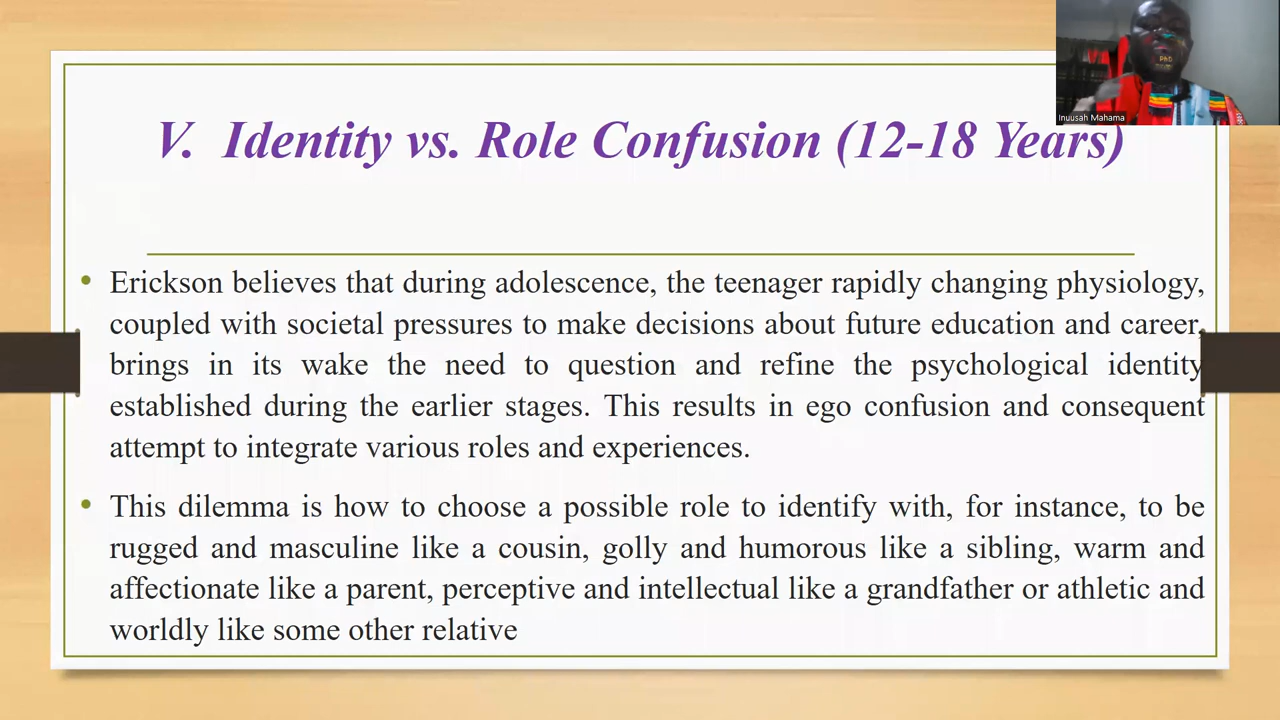 V. Identity vs. Role Confusion (12-18 Years)
Inuusah Mahama
• Erickson believes that during adolescence, the teenager rapidly changing physiology,
coupled with societal pressures to make decisions about future education and career,
brings in its wake the need to question and refine the psychological identity
established during the earlier stages. This results in ego confusion and consequent
attempt to integrate various roles and experiences.
• This dilemma is how to choose a possible role to identify with, for instance, to be
rugged and masculine like a cousin, golly and humorous like a sibling, warm and
affectionate like a parent, perceptive and intellectual like a grandfather or athletic and
worldly like some other relative